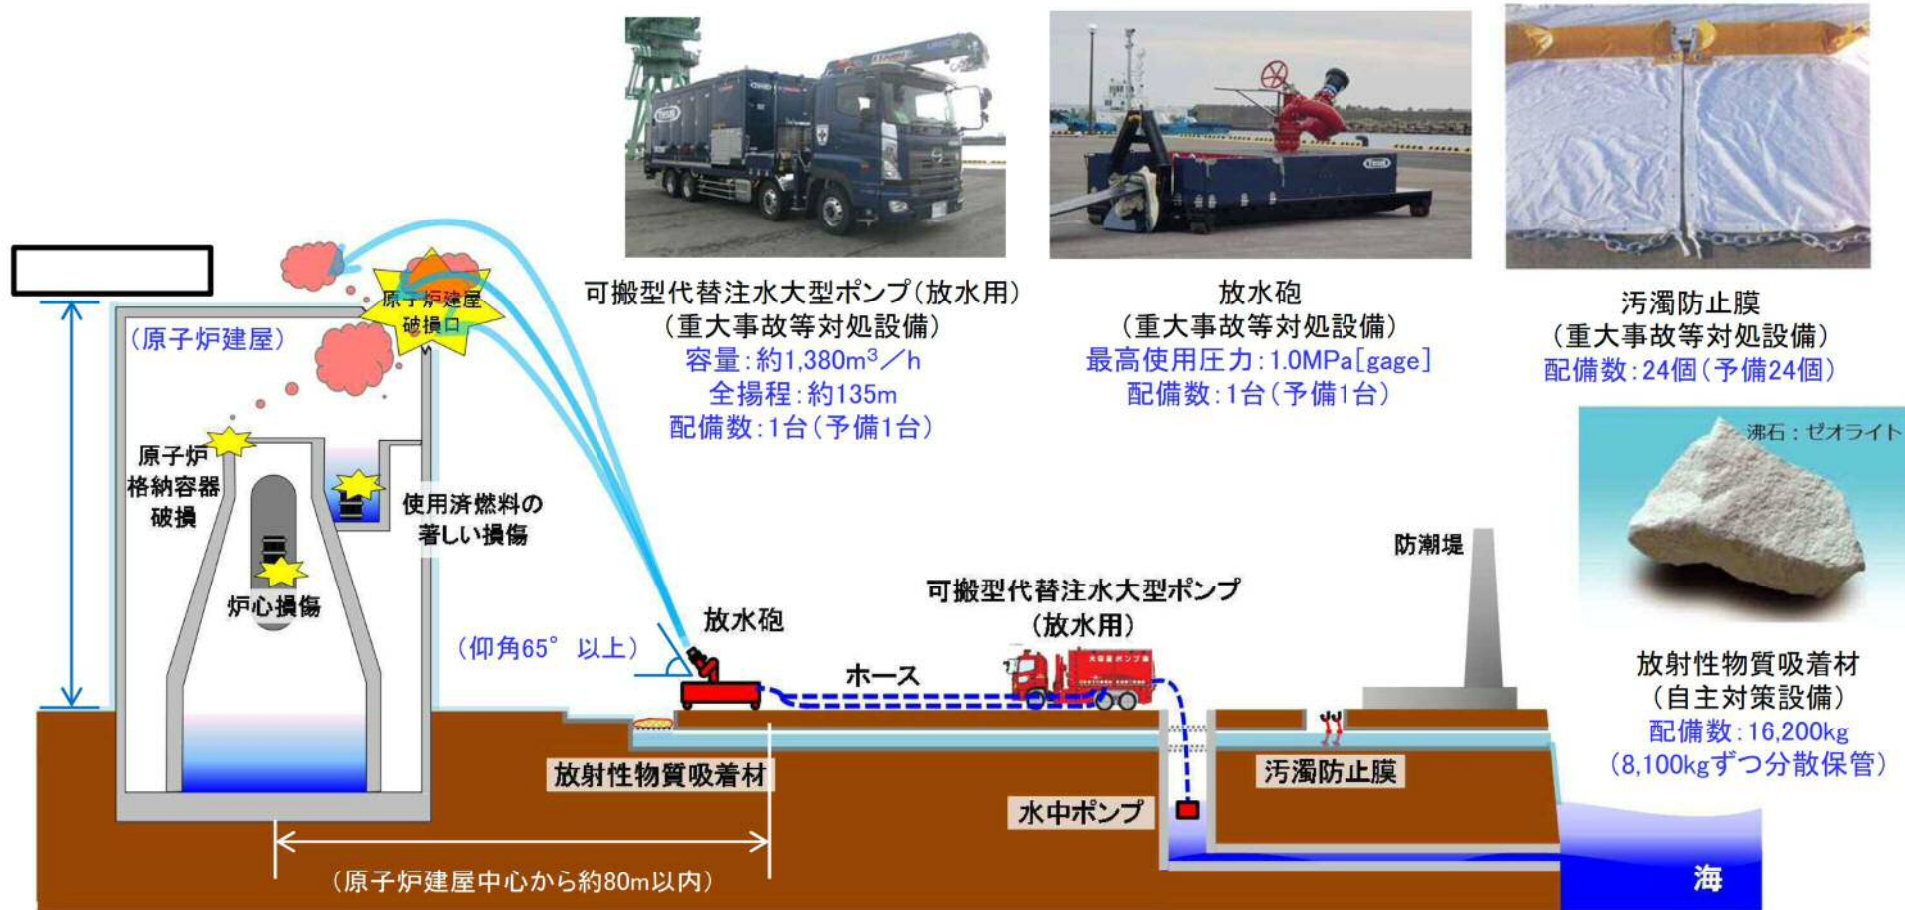 可搬型代替注水大型ポンプ(放水用)
(重大事故等対処設備)
容量:約1,380m³/h
全揚程:約135m
配備数:1台(予備1台)
放水砲
(重大事故等対処設備)
最高使用圧力:1.0MPa[gage]
配備数:1台(予備1台)
汚濁防止膜
(重大事故等対処設備)
配備数:24個(予備24個)
沸石:ゼオライト
放射性物質吸着材
(自主対策設備)
配備数:16,200kg
(8,100kgずつ分散保管)
原子炉建屋
破損口
(原子炉建屋)
原子炉
格納容器
破損
使用済燃料の
著しい損傷
炉心損傷
(仰角65°以上)
放水砲
ホース
可搬型代替注水大型ポンプ
(放水用)
防潮堤
放射性物質吸着材
水中ポンプ
汚濁防止膜
海
(原子炉建屋中心から約80m以内)